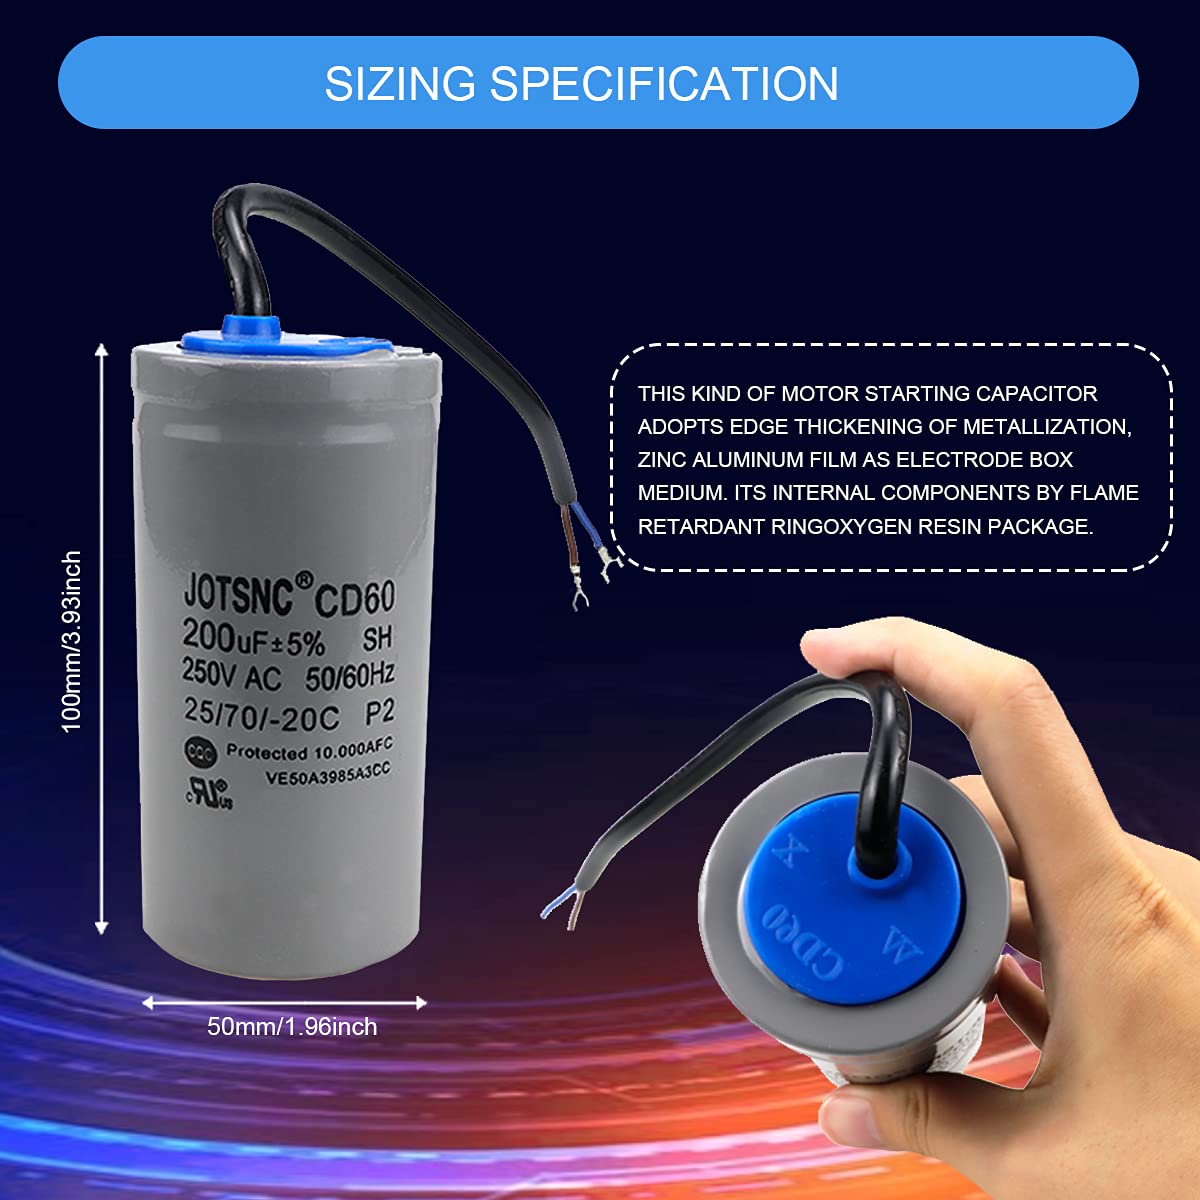 SIZING SPECIFICATION
THIS KIND OF MOTOR STARTING CAPACITOR
ADOPTS EDGE THICKENING OF METALLIZATION,
ZINC ALUMINUM FILM AS ELECTRODE BOX
MEDIUM. ITS INTERNAL COMPONENTS BY FLAME
RETARDANT RINGOXYGEN RESIN PACKAGE.
100mm/3.93inch
JOTSNC® CD60
200uF±5% SH
250V AC 50/60Hz
25/70/-20C P2
Protected 10.000AFC
VE50A3985A3CC
c RU us
50mm/1.96inch
X
CD60
W